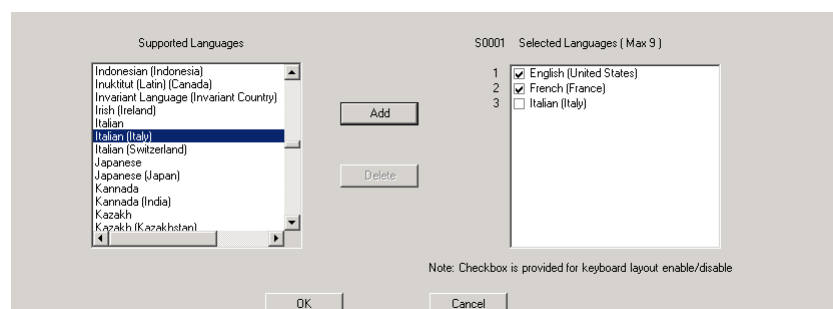 Supported Languages
S0001 Selected Languages ( Max 9 )
Indonesian (Indonesia)
Inuktitut (Latin) (Canada)
Invariant Language (Invariant Country)
Irish (Ireland)
Italian
Italian (Italy)
Italian (Switzerland)
Japanese
Japanese (Japan)
Kannada
Kannada (India)
Kazakh
Kazakh (Kazakhstan)
Add
Delete
1 English (United States)
2 French (France)
3 Italian (Italy)
Note: Checkbox is provided for keyboard layout enable/disable
OK
Cancel